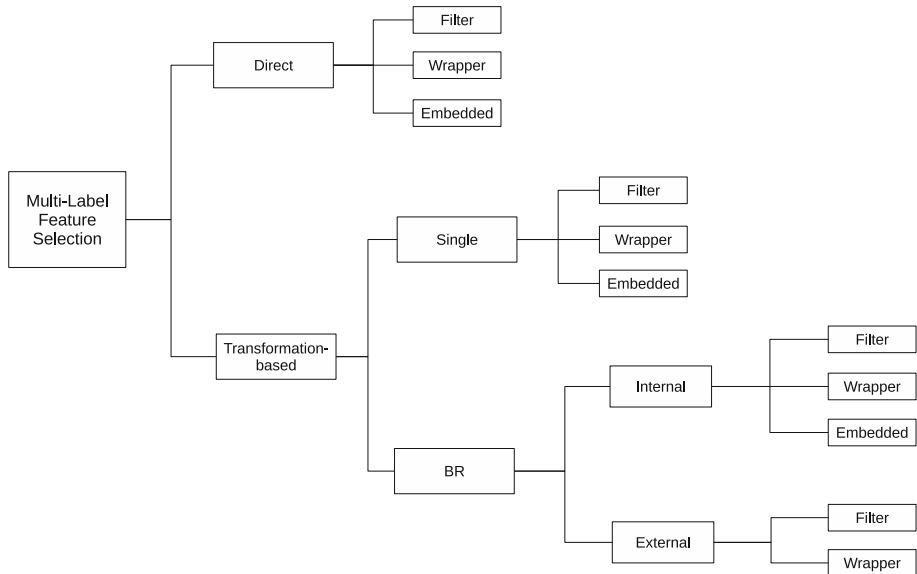 Filter
Direct
Wrapper
Embedded
Multi-Label
Feature
Selection
Filter
Single
Wrapper
Embedded
Transformation-
based
Filter
Internal
Wrapper
Embedded
BR
Filter
External
Wrapper